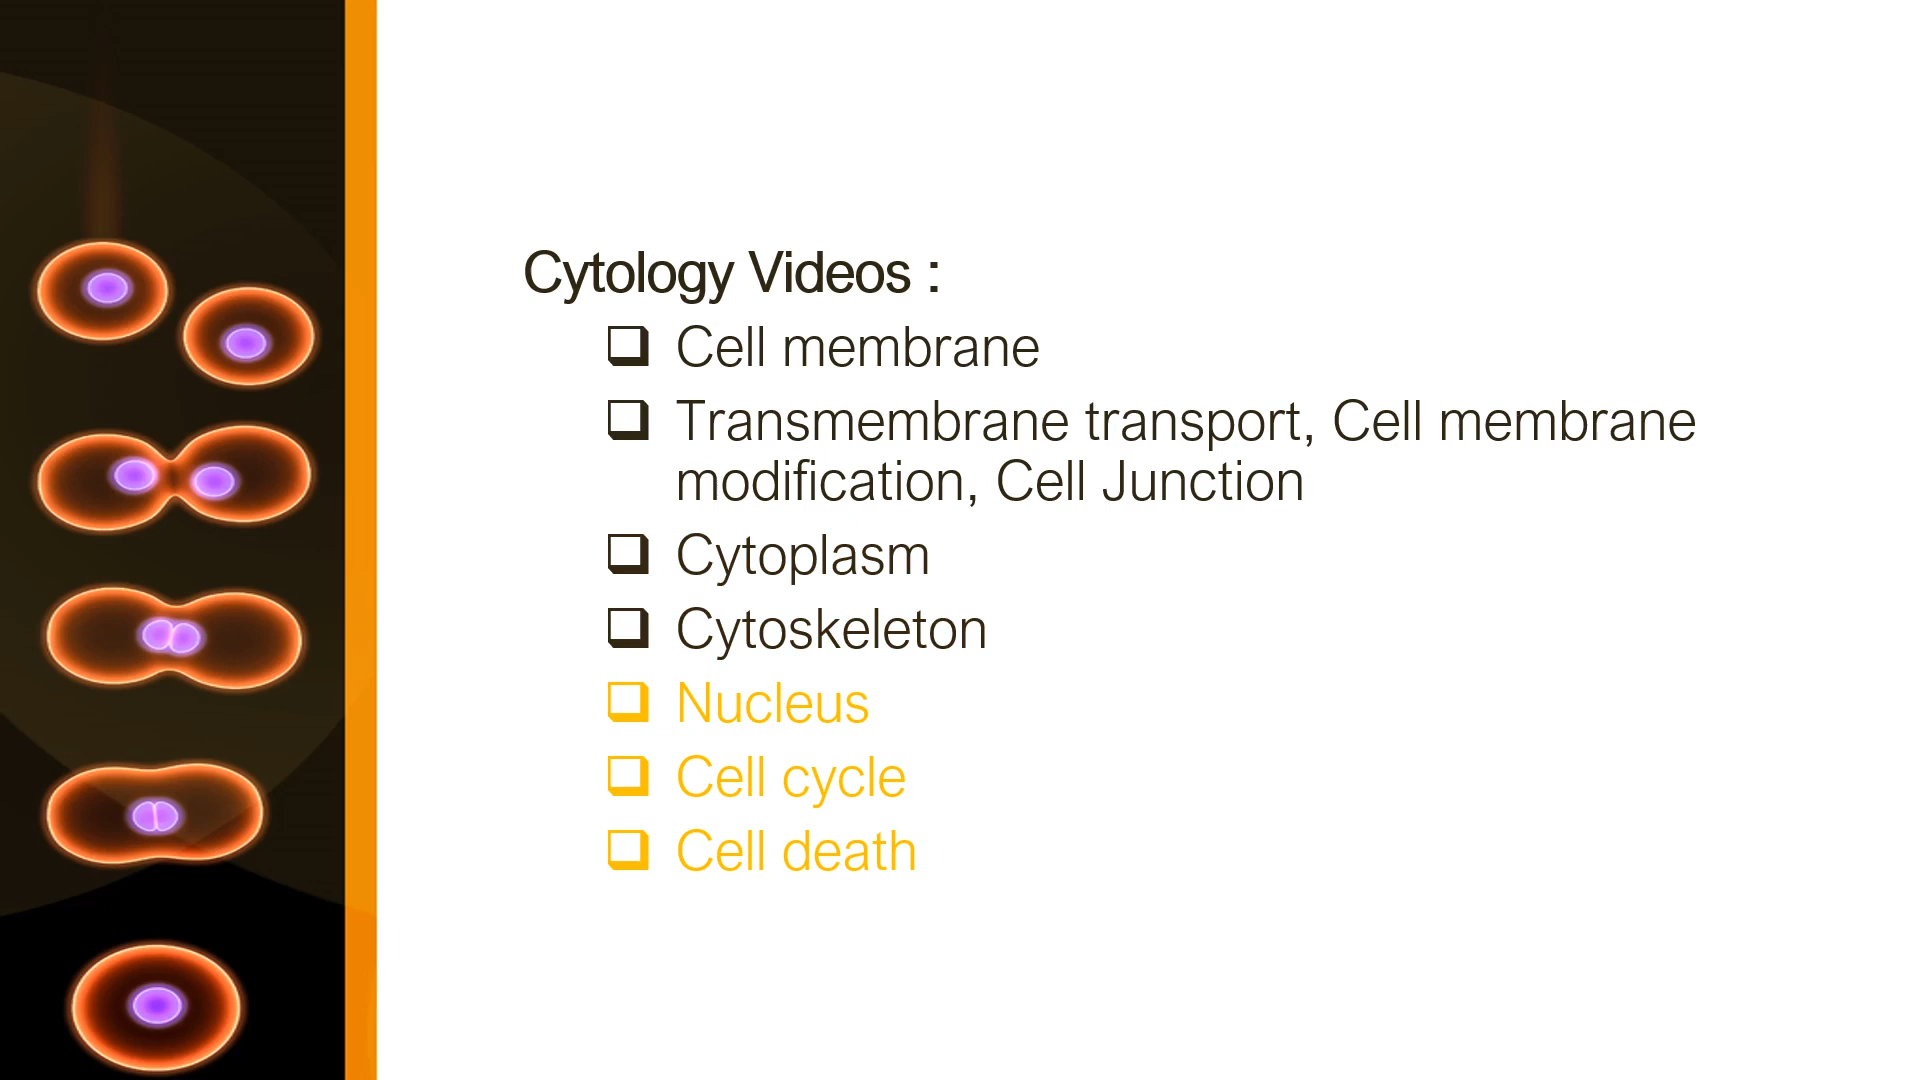 Cytology Videos :
Cell membrane
Transmembrane transport, Cell membrane
modification, Cell Junction
Cytoplasm
Cytoskeleton
Nucleus
Cell cycle
Cell death